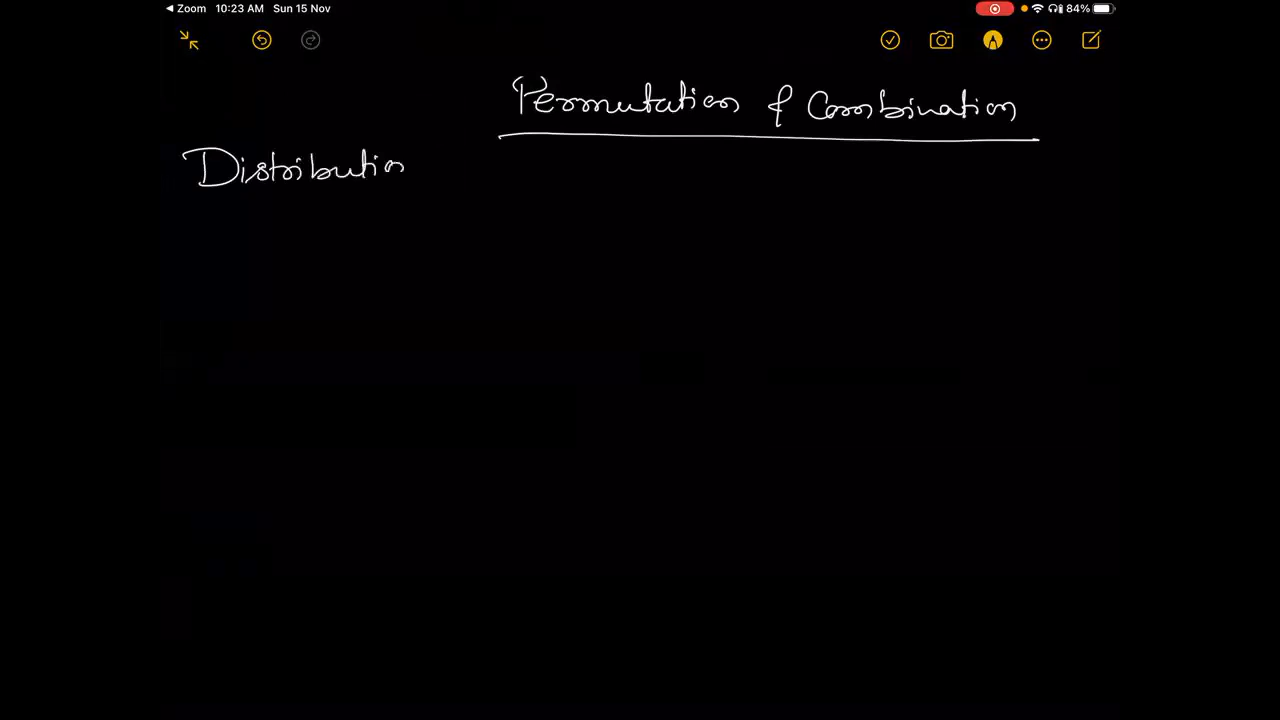 ◀ Zoom 10:23 AM Sun 15 Nov 84%
Permutation & Combination
Distribution